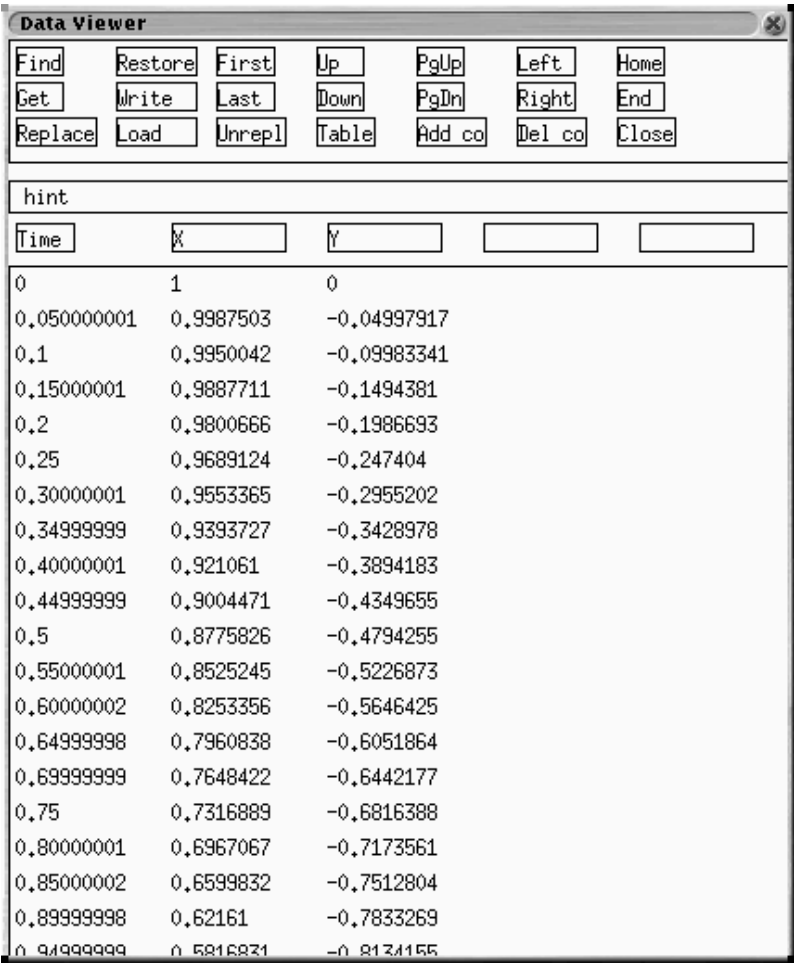 Data Viewer
Find Restore First Up PgUp Left Home
Get Write Last Down PgDn Right End
Replace Load Unrepl Table Add co Del co Close
hint
Time X Y
0 1 0
0.050000001 0.9987503 -0.04997917
0.1 0.9950042 -0.09983341
0.15000001 0.9887711 -0.1494381
0.2 0.9800666 -0.1986693
0.25 0.9689124 -0.247404
0.30000001 0.9553365 -0.2955202
0.34999999 0.9393727 -0.3428978
0.40000001 0.921061 -0.3894183
0.44999999 0.9004471 -0.4349655
0.5 0.8775826 -0.4794255
0.55000001 0.8525245 -0.5226873
0.60000002 0.8253356 -0.5646425
0.64999998 0.7960838 -0.6051864
0.69999999 0.7648422 -0.6442177
0.75 0.7316889 -0.6816388
0.80000001 0.6967067 -0.7173561
0.85000002 0.6599832 -0.7512804
0.89999998 0.62161 -0.7833269
0.94999999 0.5816831 -0.8134155